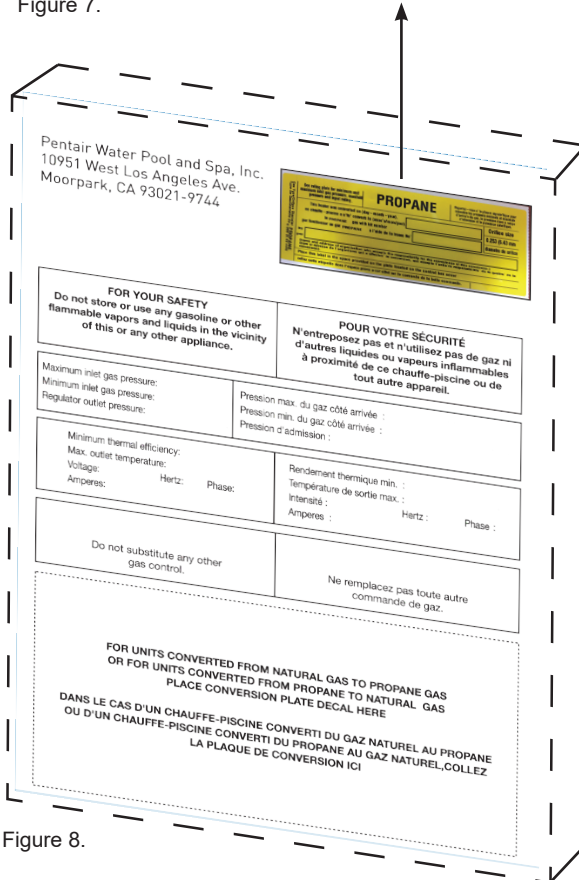 Figure 7.
Pentair Water Pool and Spa, Inc.
10951 West Los Angeles Ave.
Moorpark, CA 93021-9744
PROPANE
Orifice size
FOR YOUR SAFETY
Do not store or use any gasoline or other
flammable vapors and liquids in the vicinity
of this or any other appliance.
POUR VOTRE SÉCURITÉ
N'entreposez pas et n'utilisez pas de gaz ni
d'autres liquides ou vapeurs inflammables
à proximité de ce chauffe-piscine ou de
tout autre appareil.
Maximum inlet gas pressure:
Minimum inlet gas pressure:
Regulator outlet pressure:
Pression max. du gaz côté arrivée :
Pression min. du gaz côté arrivée :
Pression d'admission :
Minimum thermal efficiency:
Max. outlet temperature:
Voltage: Hertz: Phase:
Amperes:
Rendement thermique min. :
Température de sortie max. :
Intensité : Hertz : Phase :
Amperes :
Do not substitute any other
gas control.
Ne remplacez pas toute autre
commande de gaz.
FOR UNITS CONVERTED FROM NATURAL GAS TO PROPANE GAS
OR FOR UNITS CONVERTED FROM PROPANE TO NATURAL GAS
PLACE CONVERSION PLATE DECAL HERE
DANS LE CAS D'UN CHAUFFE-PISCINE CONVERTI DU GAZ NATUREL AU PROPANE
OU D'UN CHAUFFE-PISCINE CONVERTI DU PROPANE AU GAZ NATUREL,COLLEZ
LA PLAQUE DE CONVERSION ICI
Figure 8.